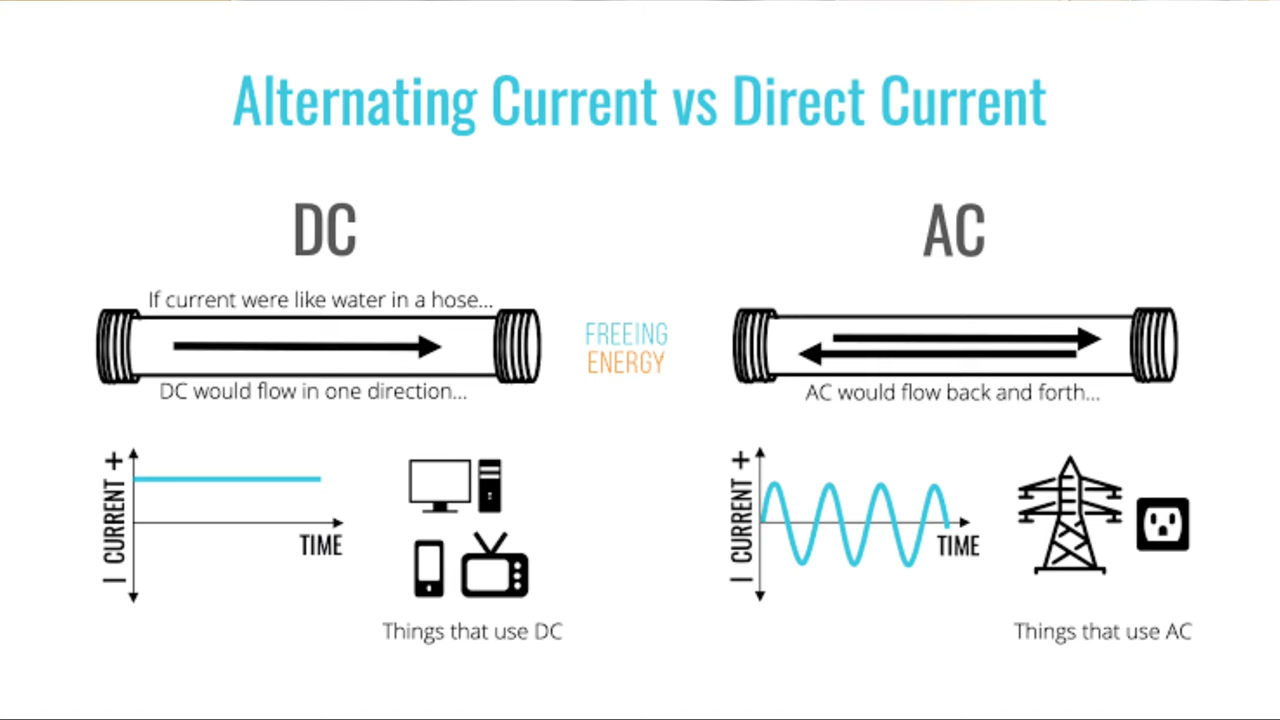 Alternating Current vs Direct Current
DC
If current were like water in a hose...
DC would flow in one direction...
— CURRENT +
TIME
Things that use DC
FREEING
ENERGY
AC
AC would flow back and forth...
— CURRENT +
TIME
Things that use AC